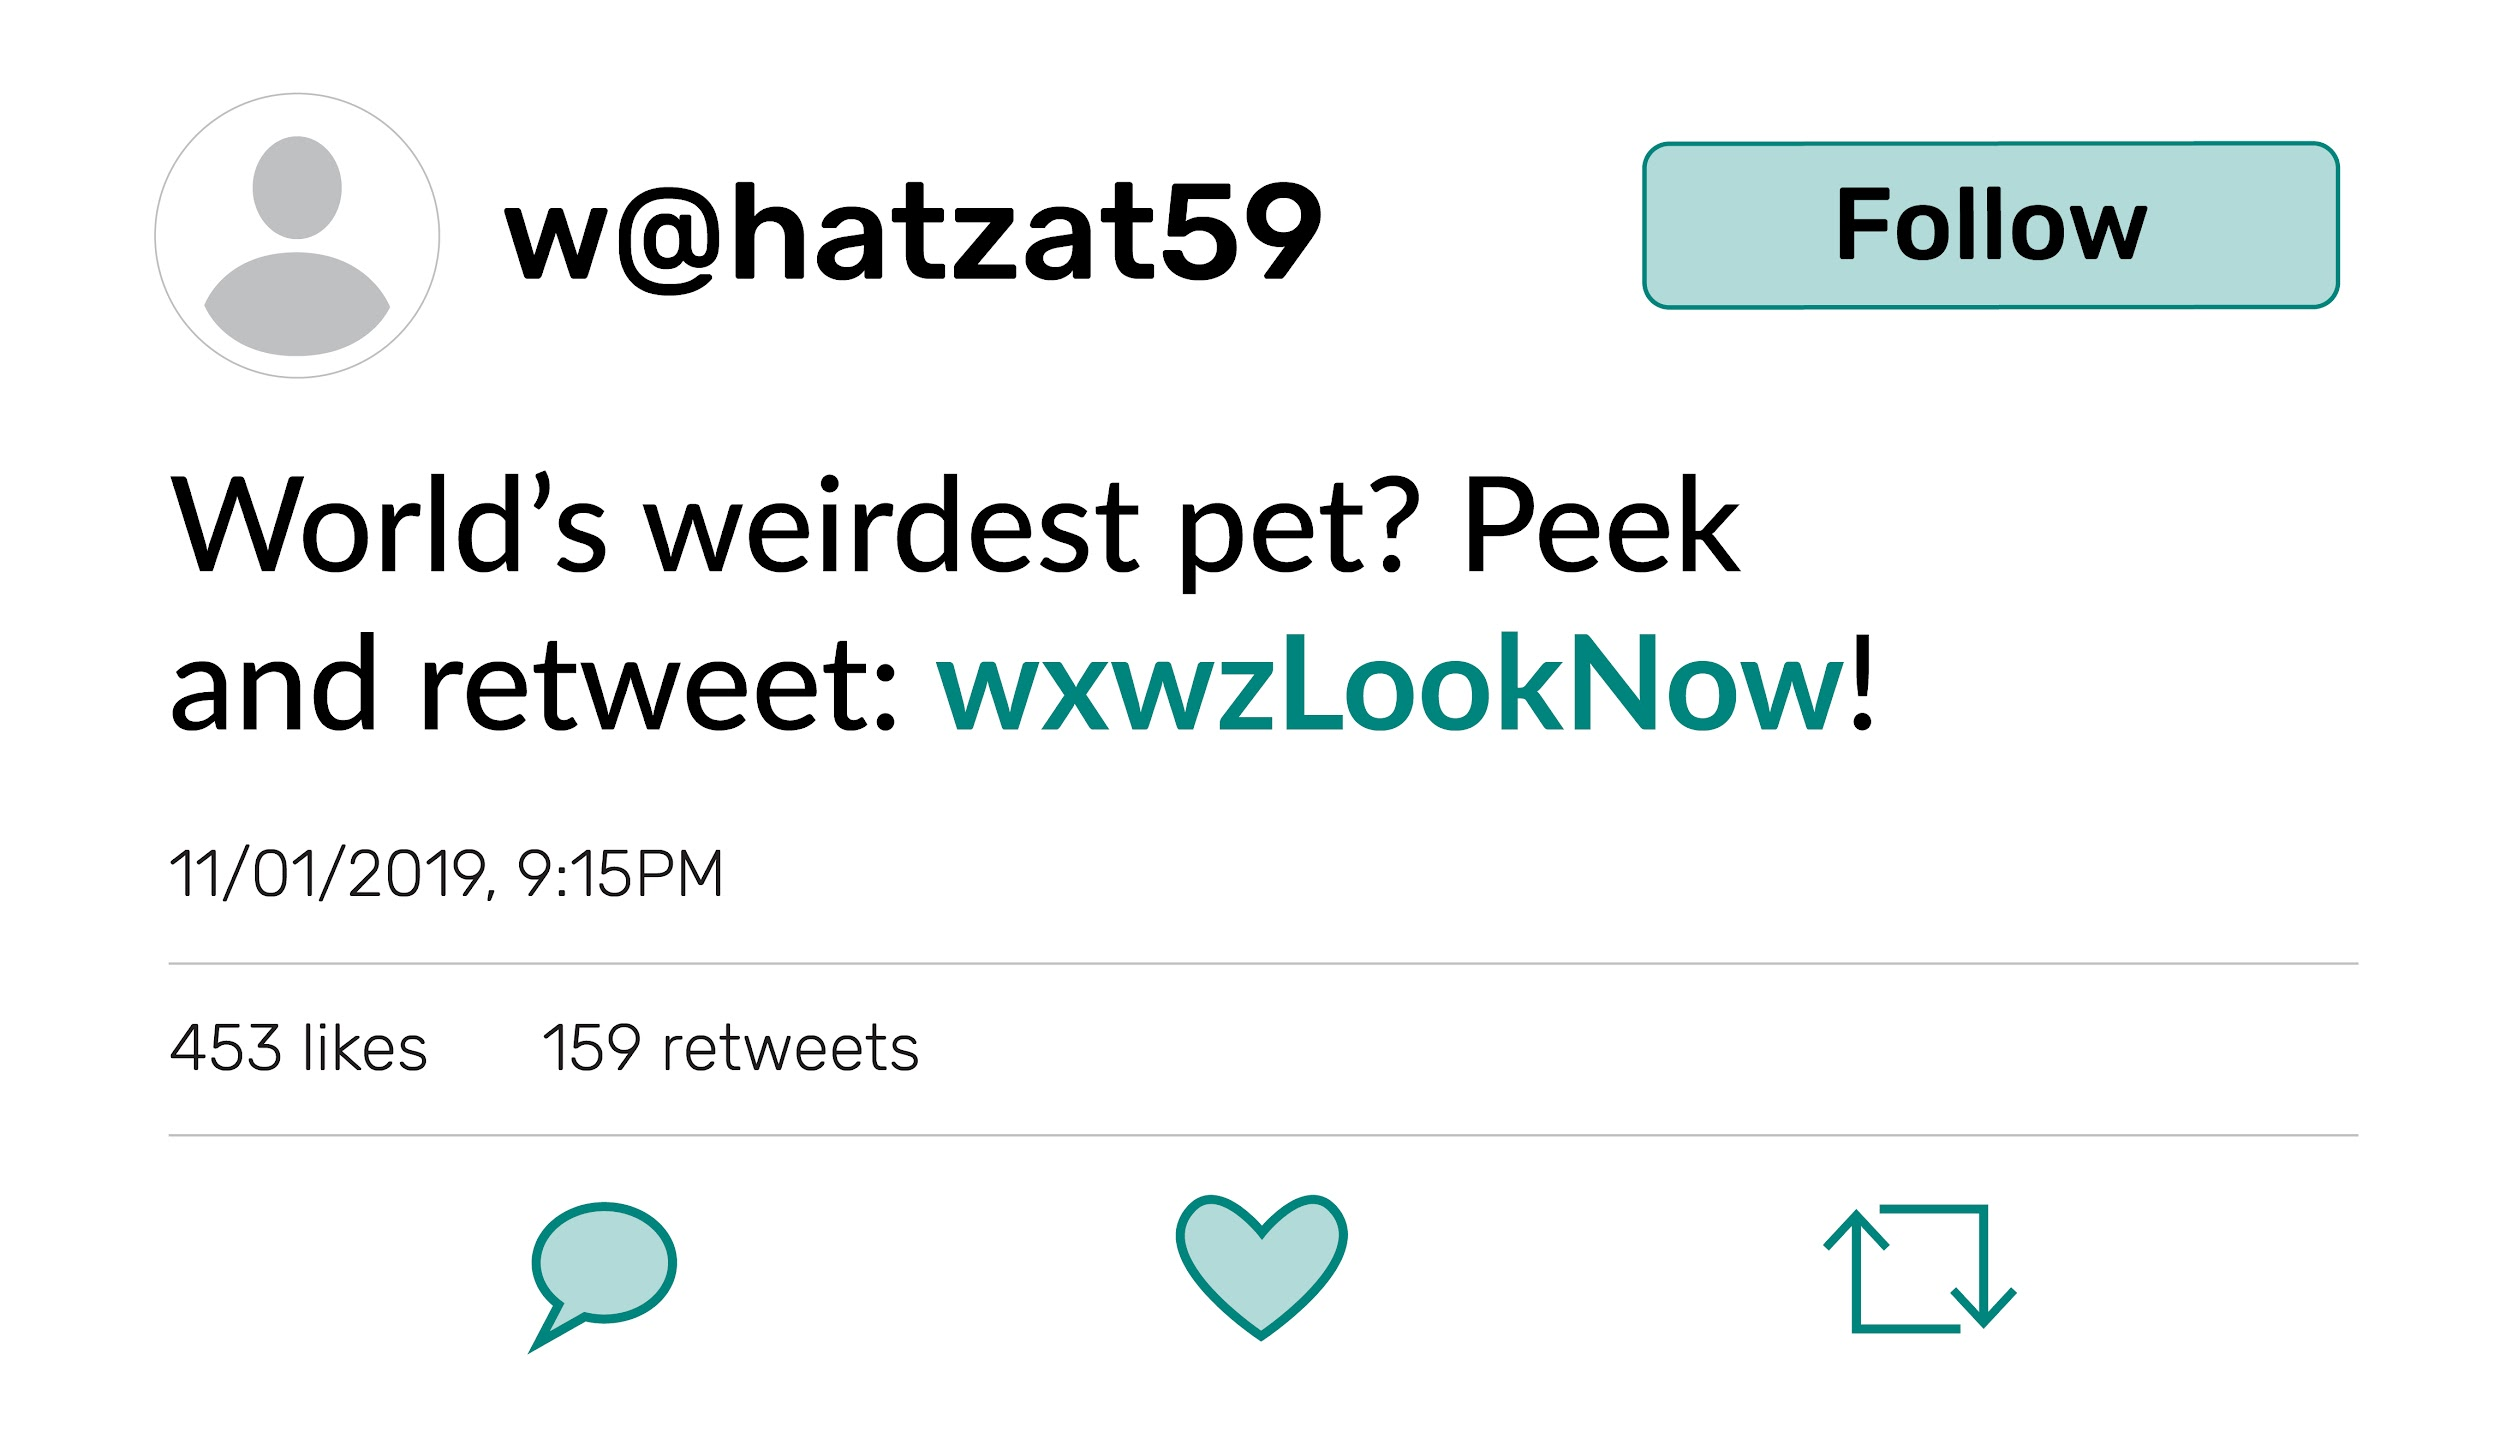 w@hatzat59
Follow
World’s weirdest pet? Peek
and retweet: wxwzLookNow!
11/01/2019, 9:15PM
453 likes 159 retweets